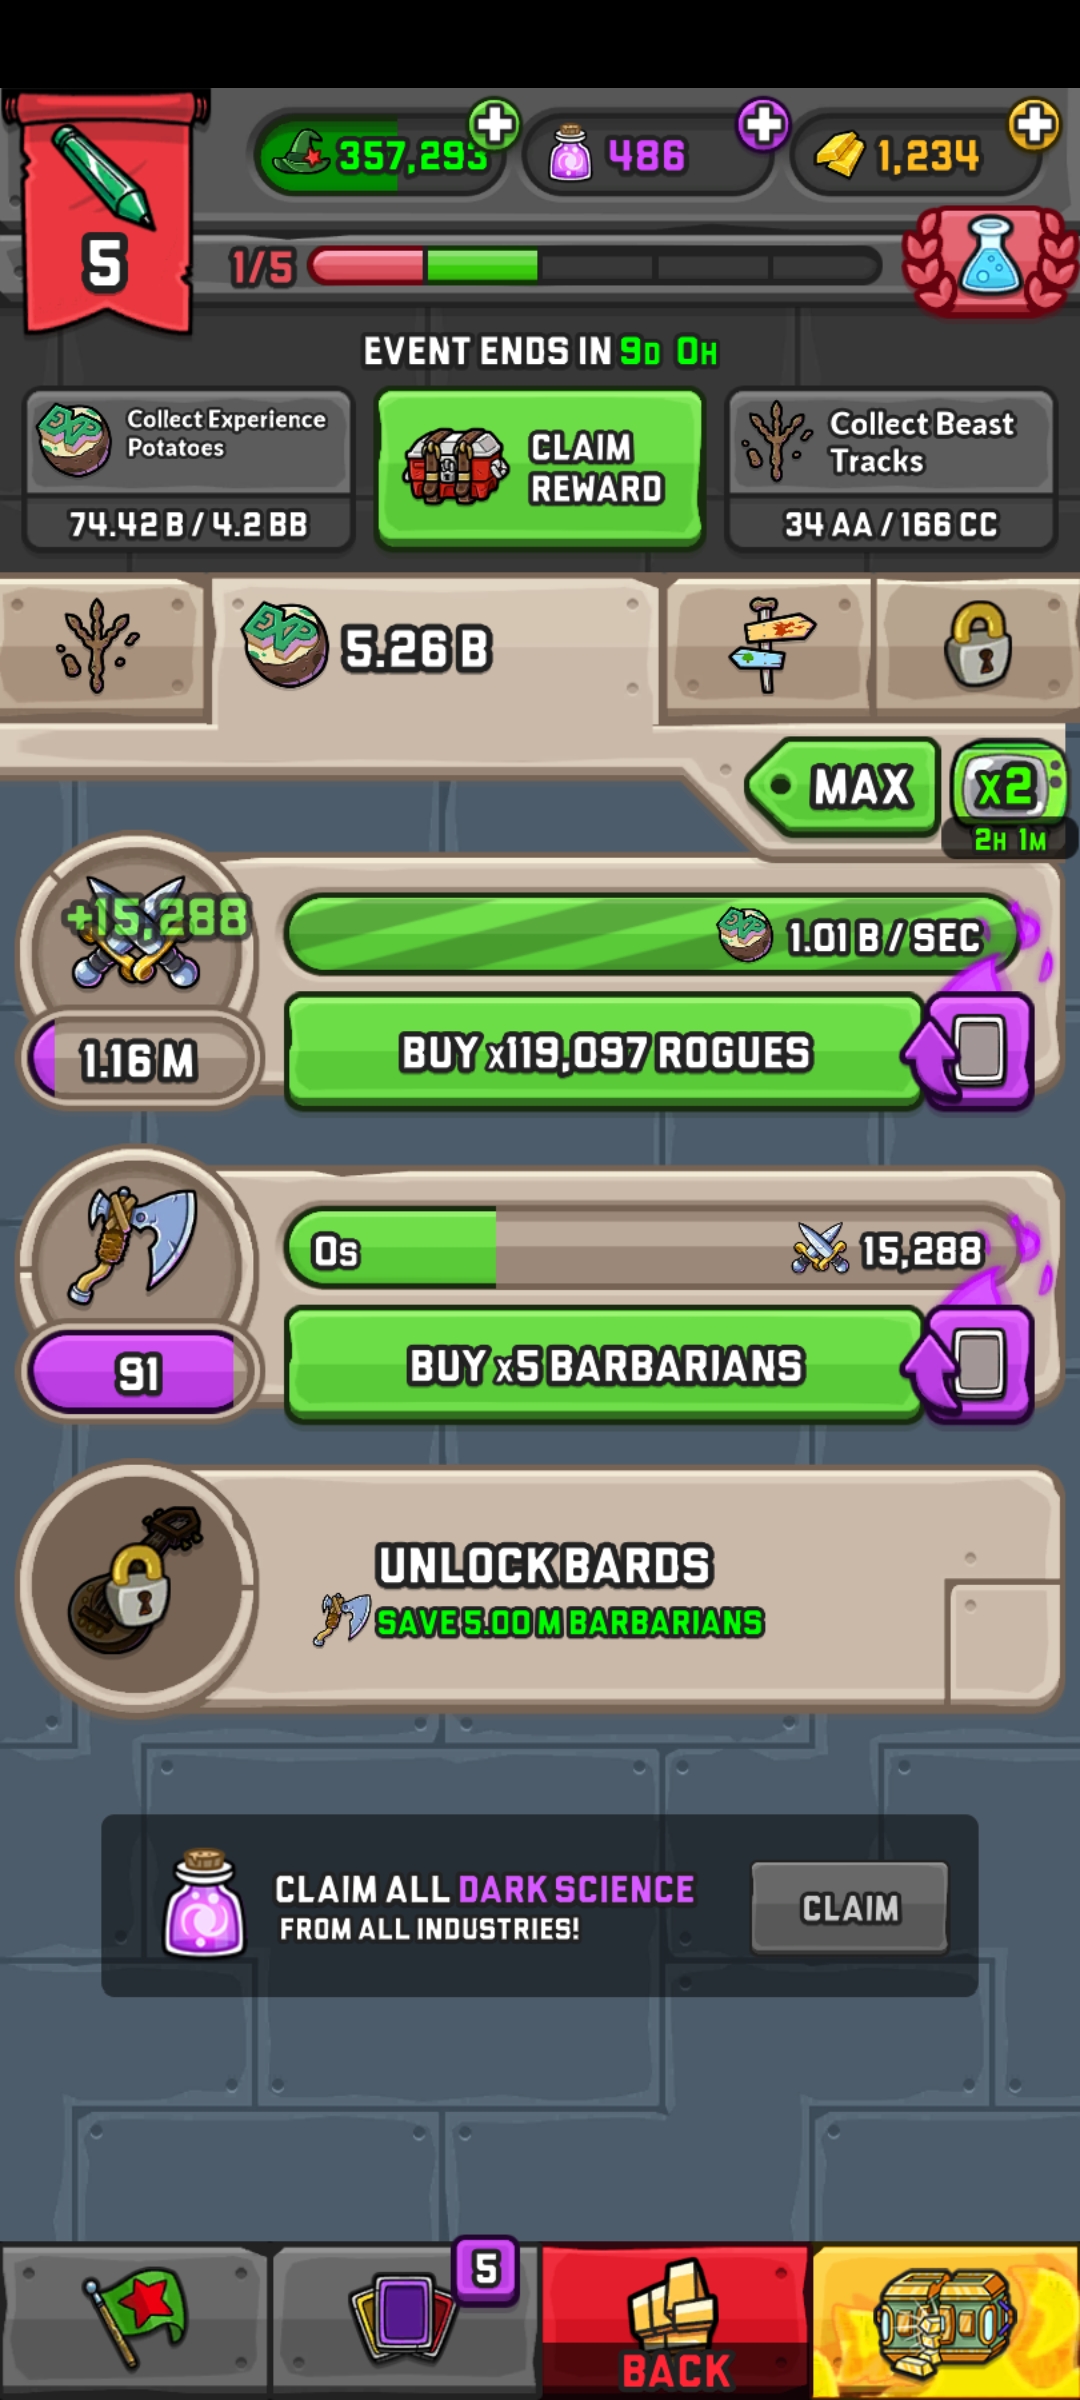 357,293
486
1,234
5
1/5
EVENT ENDS IN 9D 0H
EXP
Collect Experience
Potatoes
74.42 B / 4.2 BB
CLAIM
REWARD
Collect Beast
Tracks
34 AA / 166 CC
EXP
5.26 B
MAX
x2
2H 1M
+15,288
EXP
1.01 B / SEC
1.16 M
BUY x119,097 ROGUES
0s
15,288
91
BUY x5 BARBARIANS
UNLOCK BARDS
SAVE 5.00 M BARBARIANS
CLAIM ALL DARK SCIENCE
FROM ALL INDUSTRIES!
CLAIM
5
BACK